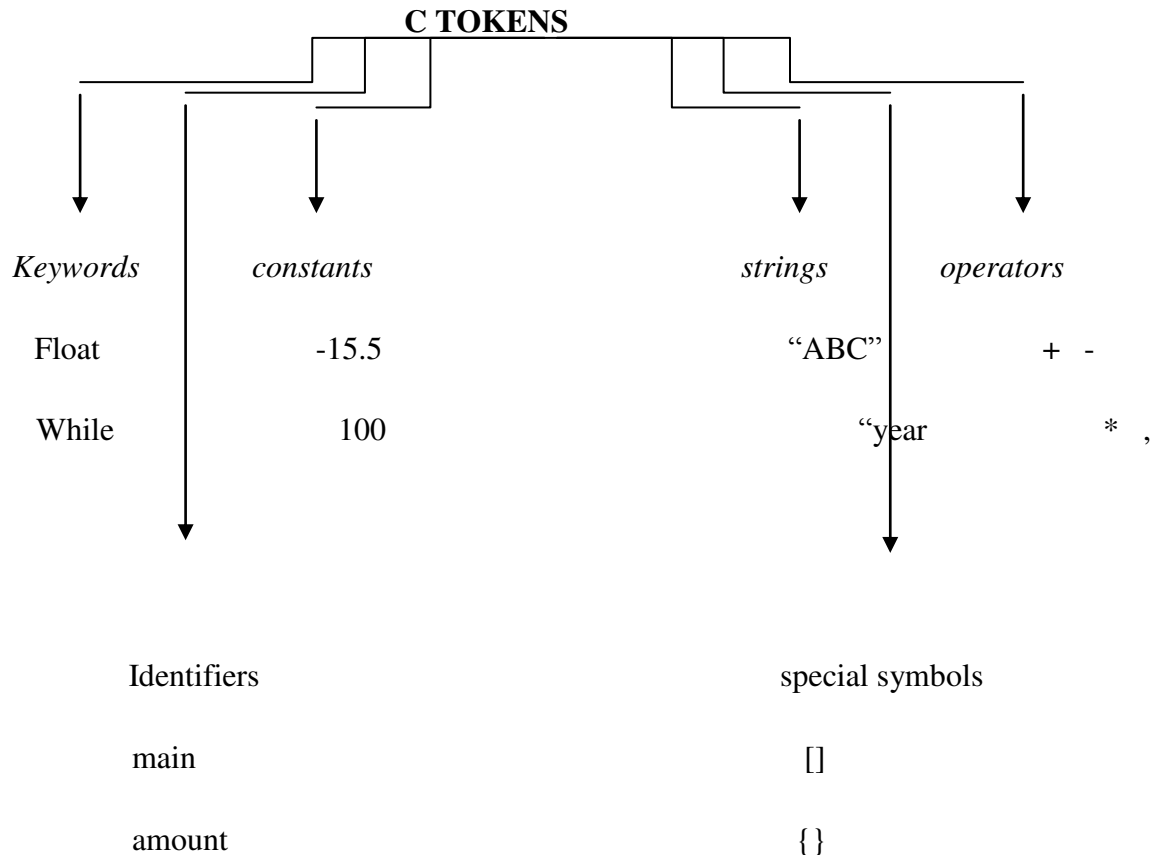 C TOKENS
Keywords constants strings operators
Float -15.5 “ABC” + -
While 100 “year * ,
Identifiers special symbols
main []
amount {}